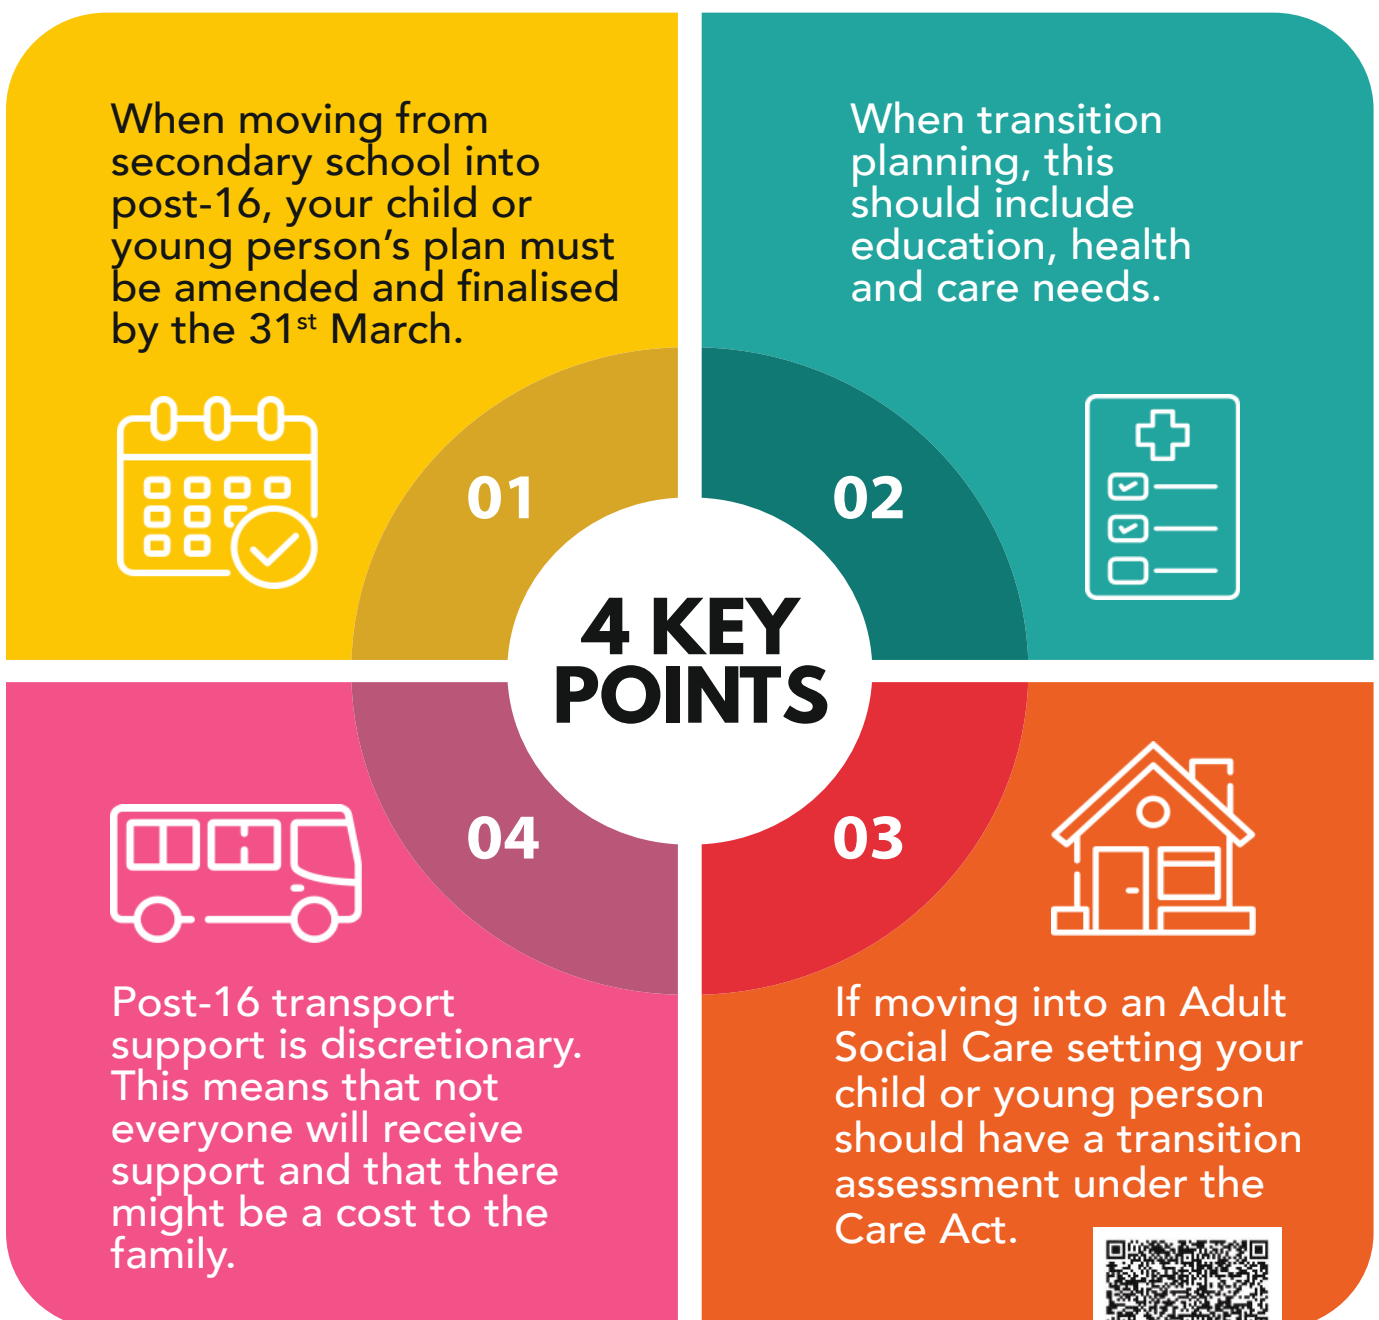 When moving from
secondary school into
post-16, your child or
young person’s plan must
be amended and finalised
by the 31st March.
01
When transition
planning, this
should include
education, health
and care needs.
02
4 KEY
POINTS
03
If moving into an Adult
Social Care setting your
child or young person
should have a transition
assessment under the
Care Act.
04
Post-16 transport
support is discretionary.
This means that not
everyone will receive
support and that there
might be a cost to the
family.